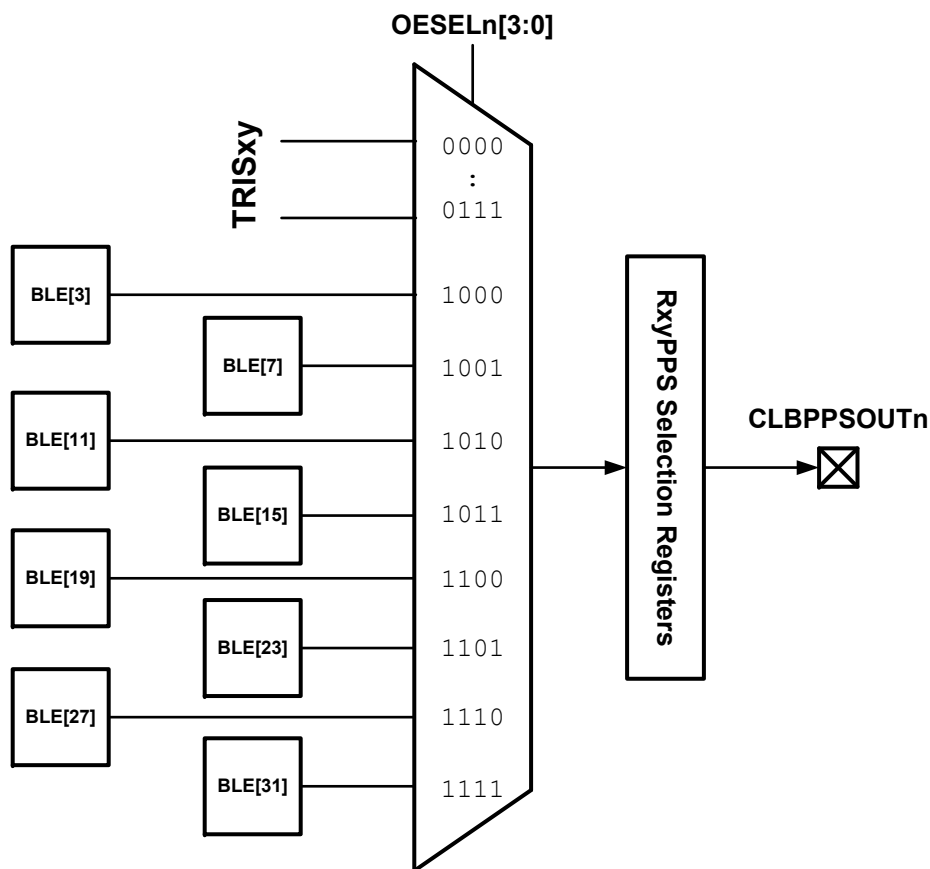 OESELn[3:0]
TRISxy
0000
:
0111
BLE[3]
1000
BLE[7]
1001
BLE[11]
1010
BLE[15]
1011
BLE[19]
1100
BLE[23]
1101
BLE[27]
1110
BLE[31]
1111
RxyPPS Selection Registers
CLBPPSOUTn